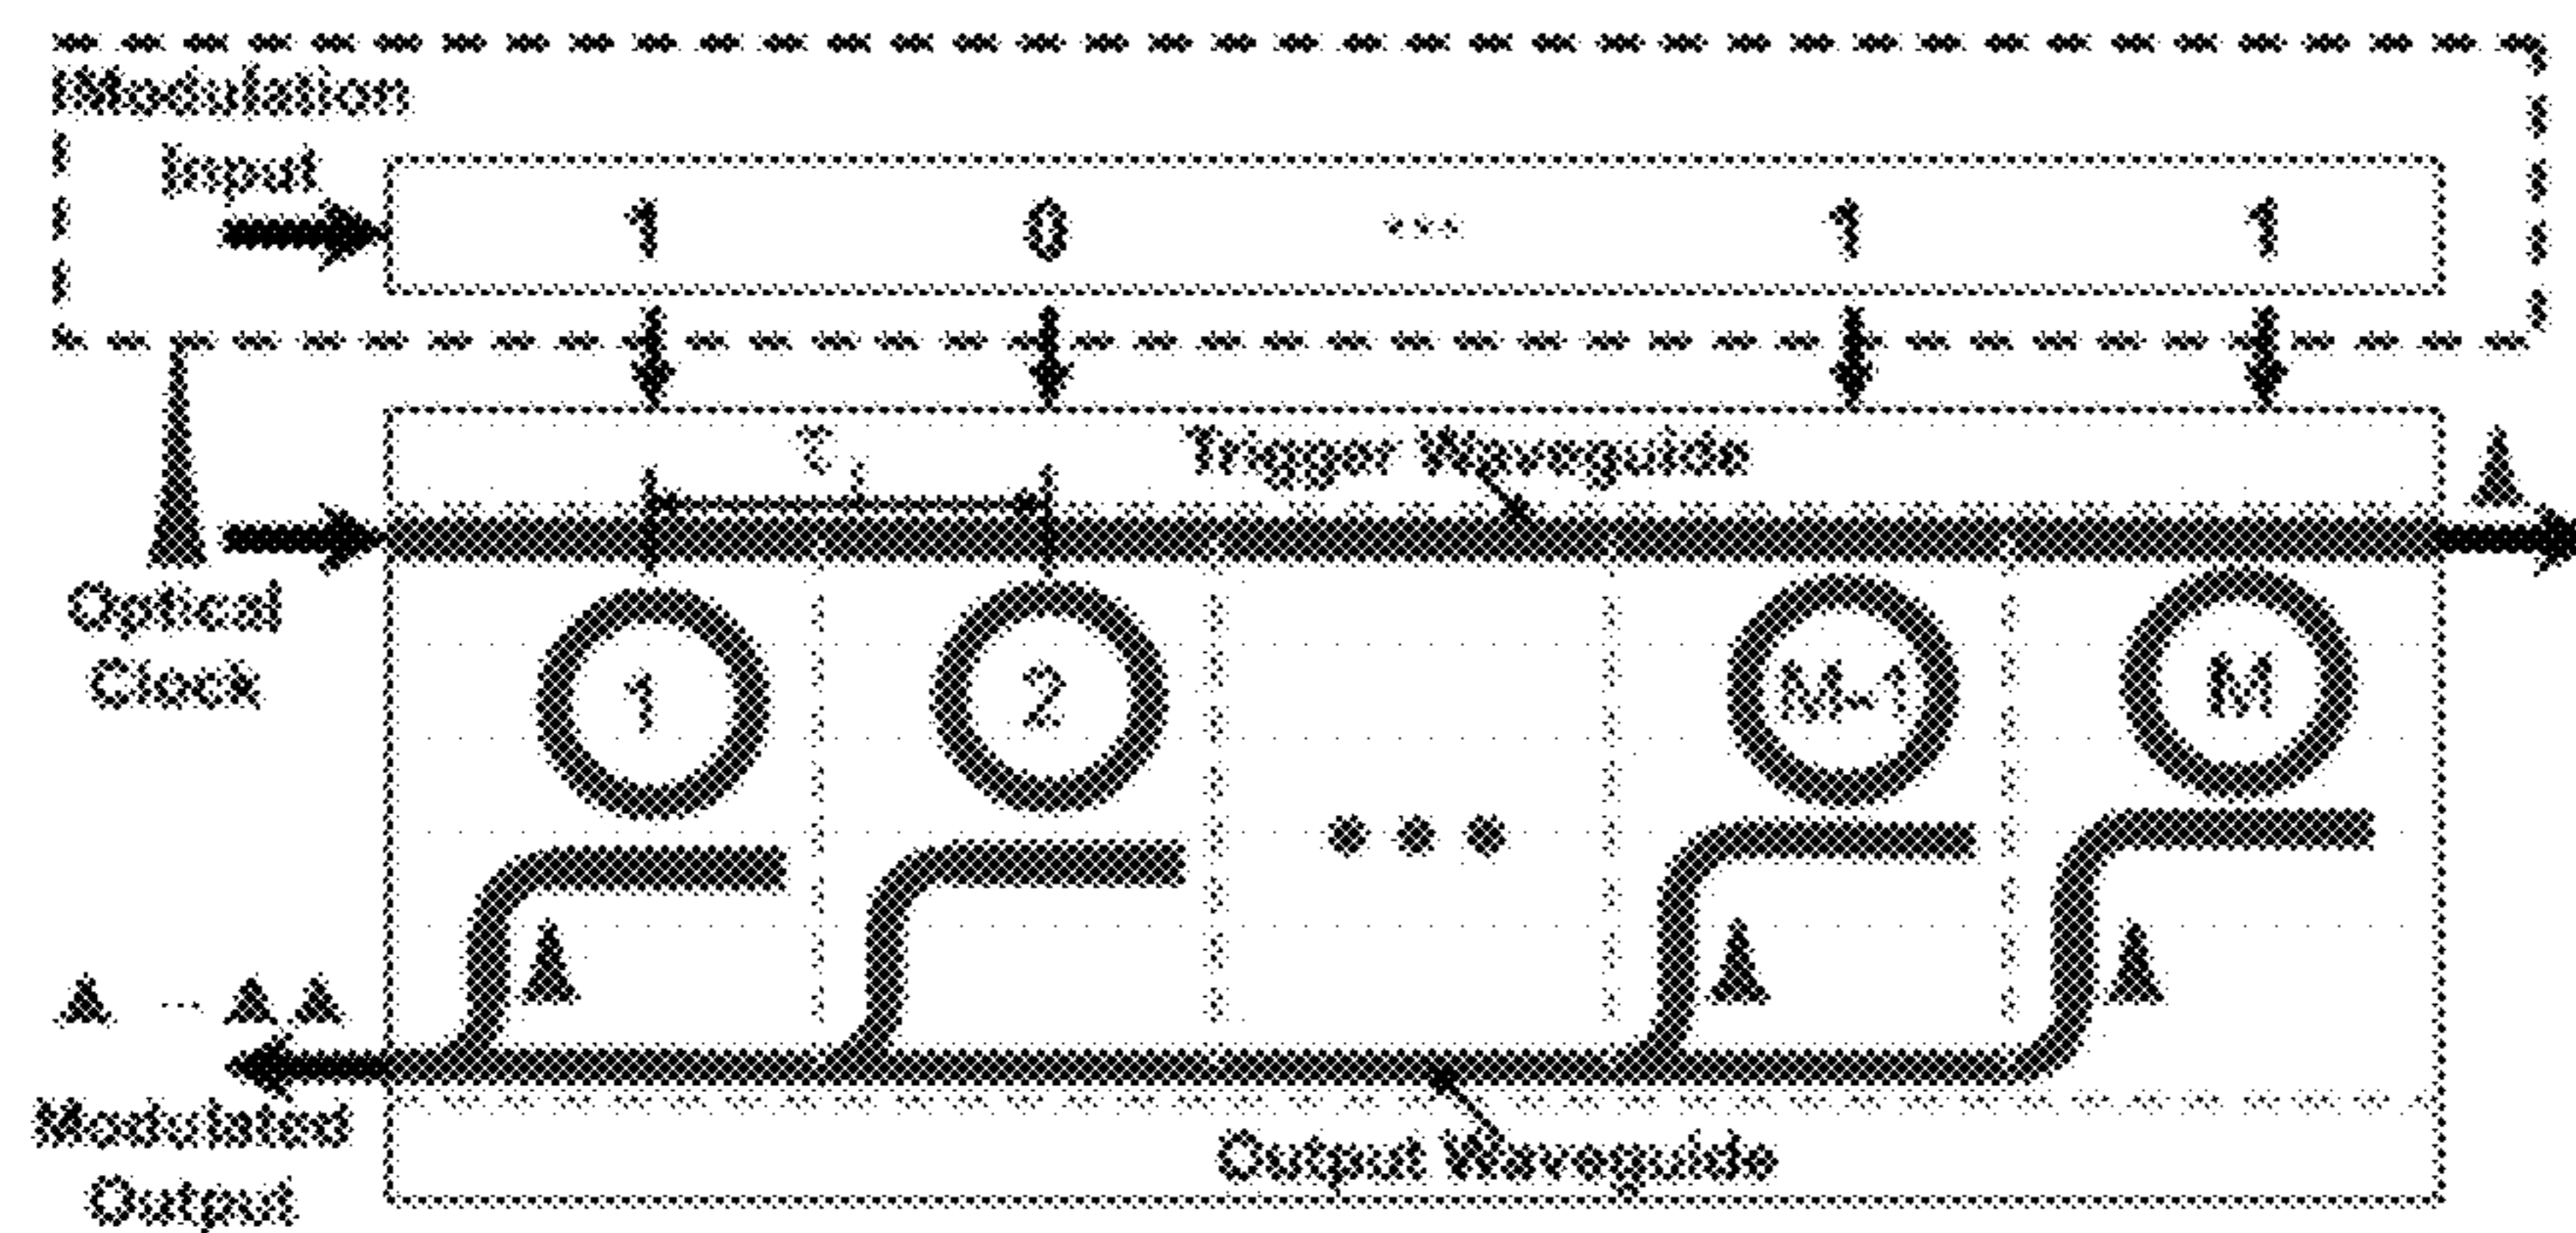 Modulation
Input
1 0 ... 1 1
τ
Trigger Waveguide
Optical
Clock
1 2 M-1 M
Modulated
Output
Output Waveguide